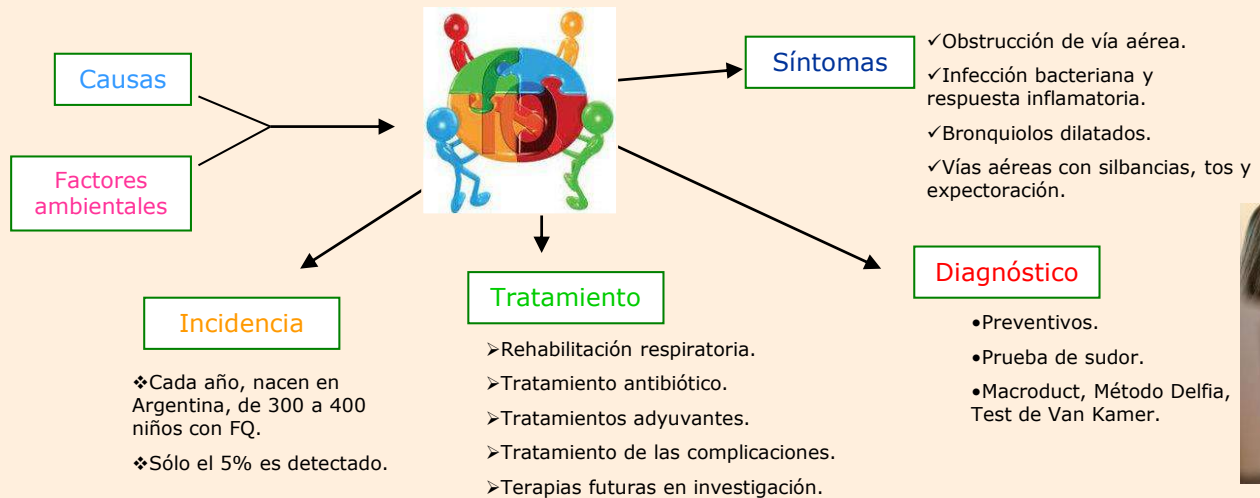 Causas
Factores
ambientales
Síntomas
✓Obstrucción de vía aérea.
✓Infección bacteriana y
respuesta inflamatoria.
✓Bronquiolos dilatados.
✓Vías aéreas con silbancias, tos y
expectoración.
Incidencia
❖Cada año, nacen en
Argentina, de 300 a 400
niños con FQ.
❖Sólo el 5% es detectado.
Tratamiento
➢Rehabilitación respiratoria.
➢Tratamiento antibiótico.
➢Tratamientos adyuvantes.
➢Tratamiento de las complicaciones.
➢Terapias futuras en investigación.
Diagnóstico
•Preventivos.
•Prueba de sudor.
•Macroduct, Método Delfia,
Test de Van Kamer.